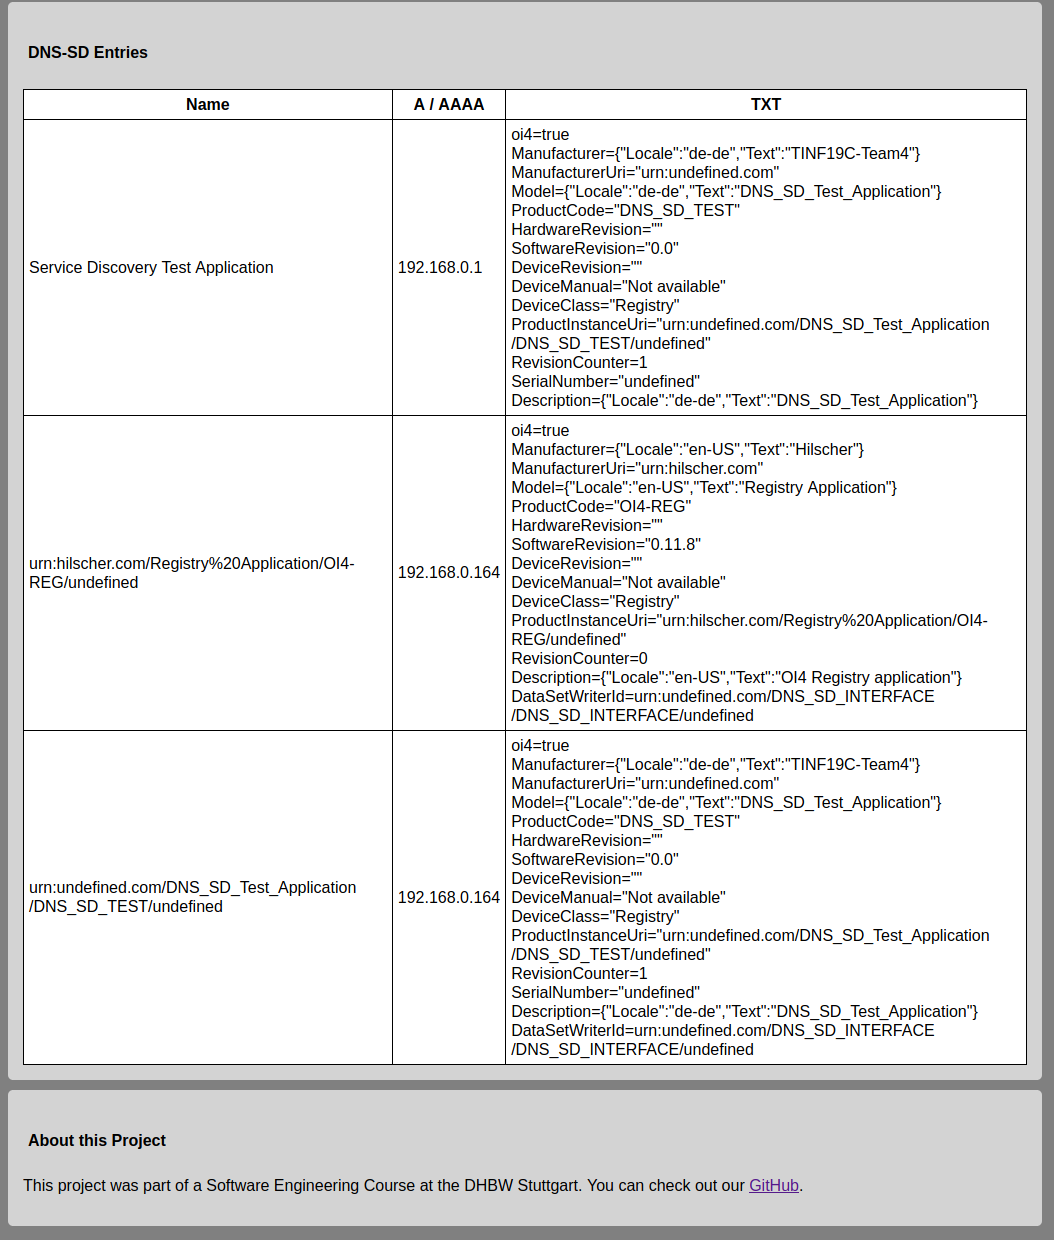 DNS-SD Entries
Name A / AAAA TXT
Service Discovery Test Application
192.168.0.1
oi4=true
Manufacturer={"Locale":"de-de","Text":"TINF19C-Team4"}
ManufacturerUri="urn:undefined.com"
Model={"Locale":"de-de","Text":"DNS_SD_Test_Application"}
ProductCode="DNS_SD_TEST"
HardwareRevision=""
SoftwareRevision="0.0"
DeviceRevision=""
DeviceManual="Not available"
DeviceClass="Registry"
ProductInstanceUri="urn:undefined.com/DNS_SD_Test_Application
/DNS_SD_TEST/undefined"
RevisionCounter=1
SerialNumber="undefined"
Description={"Locale":"de-de","Text":"DNS_SD_Test_Application"}
urn:hilscher.com/Registry%20Application/OI4-
REG/undefined
192.168.0.164
oi4=true
Manufacturer={"Locale":"en-US","Text":"Hilscher"}
ManufacturerUri="urn:hilscher.com"
Model={"Locale":"en-US","Text":"Registry Application"}
ProductCode="OI4-REG"
HardwareRevision=""
SoftwareRevision="0.11.8"
DeviceRevision=""
DeviceManual="Not available"
DeviceClass="Registry"
ProductInstanceUri="urn:hilscher.com/Registry%20Application/OI4-
REG/undefined"
RevisionCounter=0
Description={"Locale":"en-US","Text":"OI4 Registry application"}
DataSetWriterId=urn:undefined.com/DNS_SD_INTERFACE
/DNS_SD_INTERFACE/undefined
urn:undefined.com/DNS_SD_Test_Application
/DNS_SD_TEST/undefined
192.168.0.164
oi4=true
Manufacturer={"Locale":"de-de","Text":"TINF19C-Team4"}
ManufacturerUri="urn:undefined.com"
Model={"Locale":"de-de","Text":"DNS_SD_Test_Application"}
ProductCode="DNS_SD_TEST"
HardwareRevision=""
SoftwareRevision="0.0"
DeviceRevision=""
DeviceManual="Not available"
DeviceClass="Registry"
ProductInstanceUri="urn:undefined.com/DNS_SD_Test_Application
/DNS_SD_TEST/undefined"
RevisionCounter=1
SerialNumber="undefined"
Description={"Locale":"de-de","Text":"DNS_SD_Test_Application"}
DataSetWriterId=urn:undefined.com/DNS_SD_INTERFACE
/DNS_SD_INTERFACE/undefined
About this Project
This project was part of a Software Engineering Course at the DHBW Stuttgart. You can check out our GitHub.